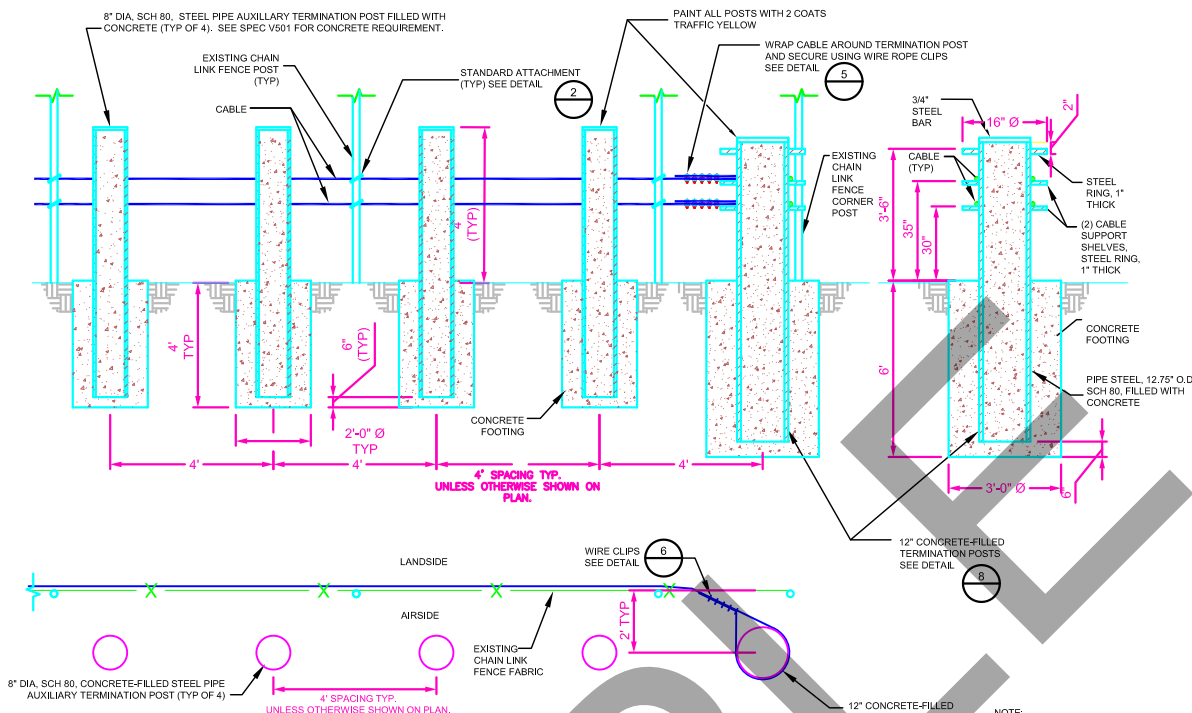 8" DIA, SCH 80, STEEL PIPE AUXILLARY TERMINATION POST FILLED WITH
CONCRETE (TYP OF 4). SEE SPEC V501 FOR CONCRETE REQUIREMENT.
EXISTING CHAIN
LINK FENCE POST
(TYP)
CABLE
STANDARD ATTACHMENT
(TYP) SEE DETAIL
2
PAINT ALL POSTS WITH 2 COATS
TRAFFIC YELLOW
WRAP CABLE AROUND TERMINATION POST
AND SECURE USING WIRE ROPE CLIPS
SEE DETAIL
5
3/4"
STEEL
BAR
16" Ø
2"
CABLE
(TYP)
EXISTING
CHAIN
LINK
FENCE
CORNER
POST
STEEL
RING, 1"
THICK
(2) CABLE
SUPPORT
SHELVES,
STEEL RING,
1" THICK
3'-6"
35"
30"
4'
(TYP)
4'
TYP
6"
(TYP)
2'-0" Ø
TYP
CONCRETE
FOOTING
6'
CONCRETE
FOOTING
PIPE STEEL, 12.75" O.D
SCH 80, FILLED WITH
CONCRETE
3'-0" Ø
6"
4'
4'
4' SPACING TYP.
UNLESS OTHERWISE SHOWN ON
PLAN.
12" CONCRETE-FILLED
TERMINATION POSTS
SEE DETAIL
8
LANDSIDE
WIRE CLIPS
SEE DETAIL
6
AIRSIDE
2' TYP
EXISTING
CHAIN LINK
FENCE FABRIC
8" DIA, SCH 80, CONCRETE-FILLED STEEL PIPE
AUXILIARY TERMINATION POST (TYP OF 4)
4' SPACING TYP.
UNLESS OTHERWISE SHOWN ON PLAN.
12" CONCRETE-FILLED
NOTE: